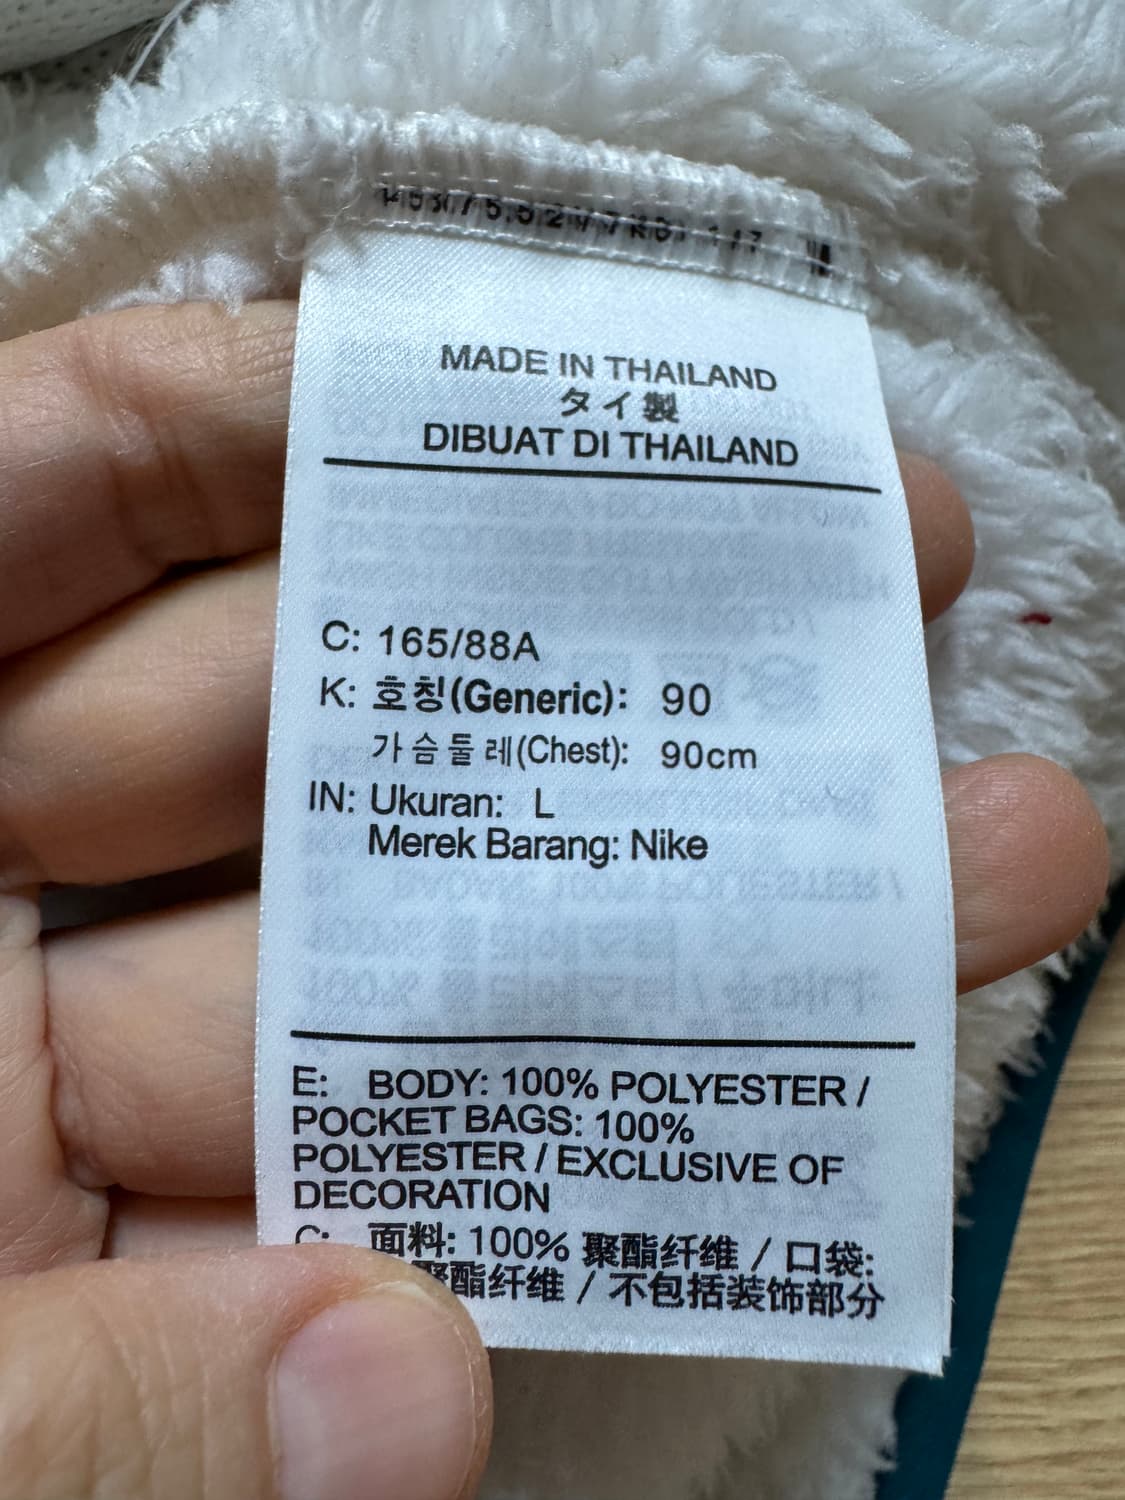 MADE IN THAILAND
タイ製
DIBUAT DI THAILAND
C: 165/88A
K: 호칭(Generic): 90
가슴둘레(Chest): 90cm
IN: Ukuran: L
Merek Barang: Nike
E: BODY: 100% POLYESTER /
POCKET BAGS: 100%
POLYESTER / EXCLUSIVE OF
DECORATION
C: 面料: 100% 聚酯纤维 / 口袋:
聚酯纤维 / 不包括装饰部分